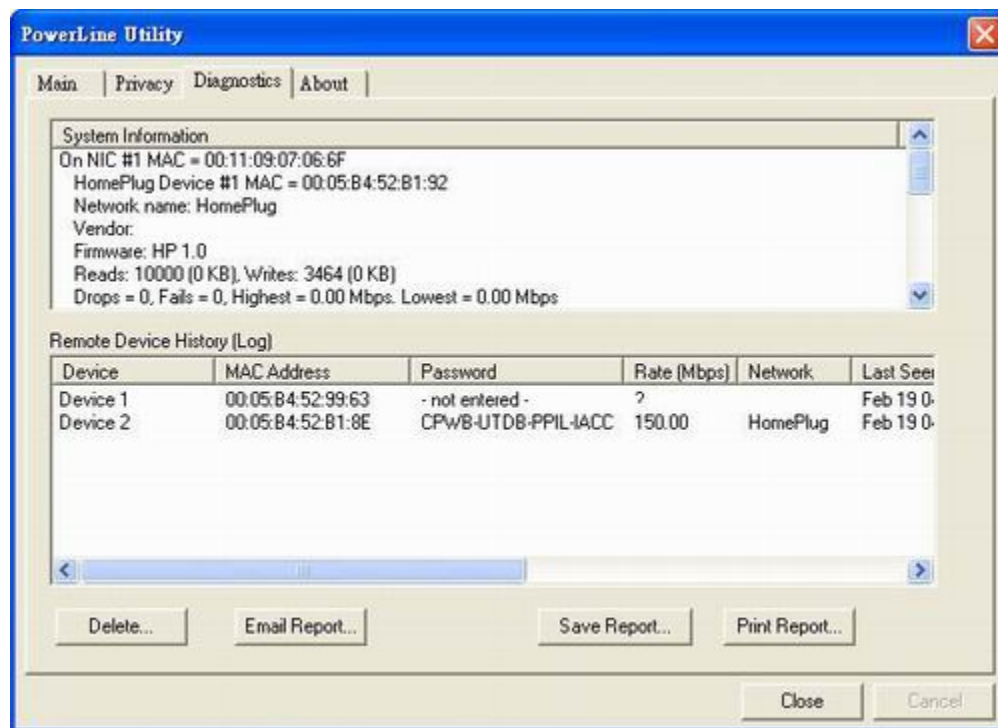 PowerLine Utility
Main Privacy Diagnostics About
System Information
On NIC #1 MAC = 00:11:09:07:06:6F
HomePlug Device #1 MAC = 00:05:B4:52:B1:92
Network name: HomePlug
Vendor:
Firmware: HP 1.0
Reads: 10000 (0 KB), Writes: 3464 (0 KB)
Drops = 0, Fails = 0, Highest = 0.00 Mbps. Lowest = 0.00 Mbps
Remote Device History (Log)
Device MAC Address Password Rate (Mbps) Network Last Seen
Device 1 00:05:B4:52:99:63 - not entered - ? Feb 19 0
Device 2 00:05:B4:52:B1:8E CPWB-UTDB-PPIL-IACC 150.00 HomePlug Feb 19 0
Delete... Email Report... Save Report... Print Report...
Close Cancel